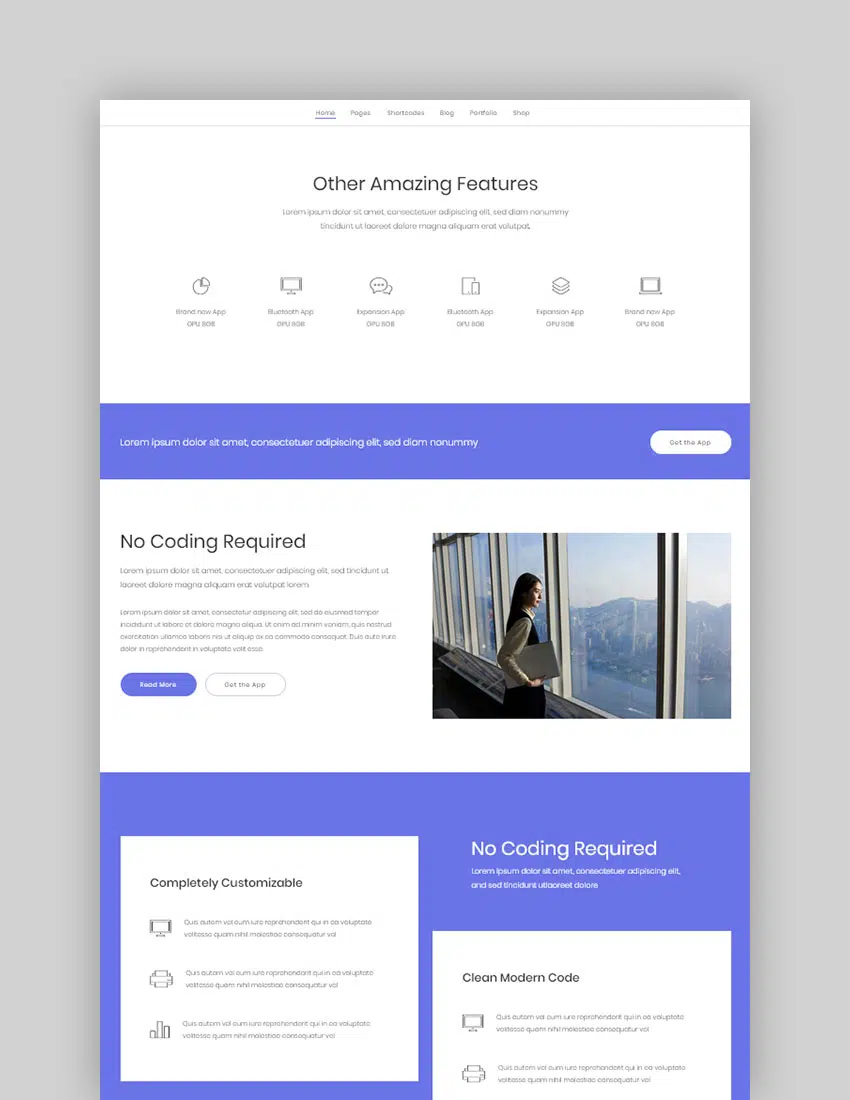 Home Pages Shortcodes Blog Portfolio Shop
Other Amazing Features
Lorem ipsum dolor sit amet, consectetuer adipiscing elit, sed diam nonummy
tincidunt ut laoreet dolore magna aliquam erat volutpat.
Brand new App
GPU 8GB
Bluetooth App
GPU 8GB
Expansion App
GPU 8GB
Bluetooth App
GPU 8GB
Expansion App
GPU 8GB
Brand new App
GPU 8GB
Lorem ipsum dolor sit amet, consectetuer adipiscing elit, sed diam nonummy
Get the App
No Coding Required
Lorem ipsum dolor sit amet, consectetuer adipiscing elit, sed tincidunt ut
laoreet dolore magna aliquam erat volutpat lorem
Lorem ipsum dolor sit amet, consectetur adipiscing elit, sed do eiusmod tempor
incididunt ut labore et dolore magna aliqua. Ut enim ad minim veniam, quis nostrud
exercitation ullamco laboris nisi ut aliquip ex ea commodo consequat. Duis aute irure
dolor in reprehenderit in voluptate velit esse.
Read More
Get the App
Completely Customizable
Quis autem vel eum iure reprehenderit qui in ea voluptate
velitesse quam nihil molestiae consequatur vel
Quis autem vel eum iure reprehenderit qui in ea voluptate
velitesse quam nihil molestiae consequatur vel
Quis autem vel eum iure reprehenderit qui in ea voluptate
velitesse quam nihil molestiae consequatur vel
No Coding Required
Lorem ipsum dolor sit amet, consectetuer adipiscing elit,
and sed tincidunt utlaoreet dolore
Clean Modern Code
Quis autem vel eum iure reprehenderit qui in ea voluptate
velitesse quam nihil molestiae consequatur vel
Quis autem vel eum iure reprehenderit qui in ea voluptate
velitesse quam nihil molestiae consequatur vel